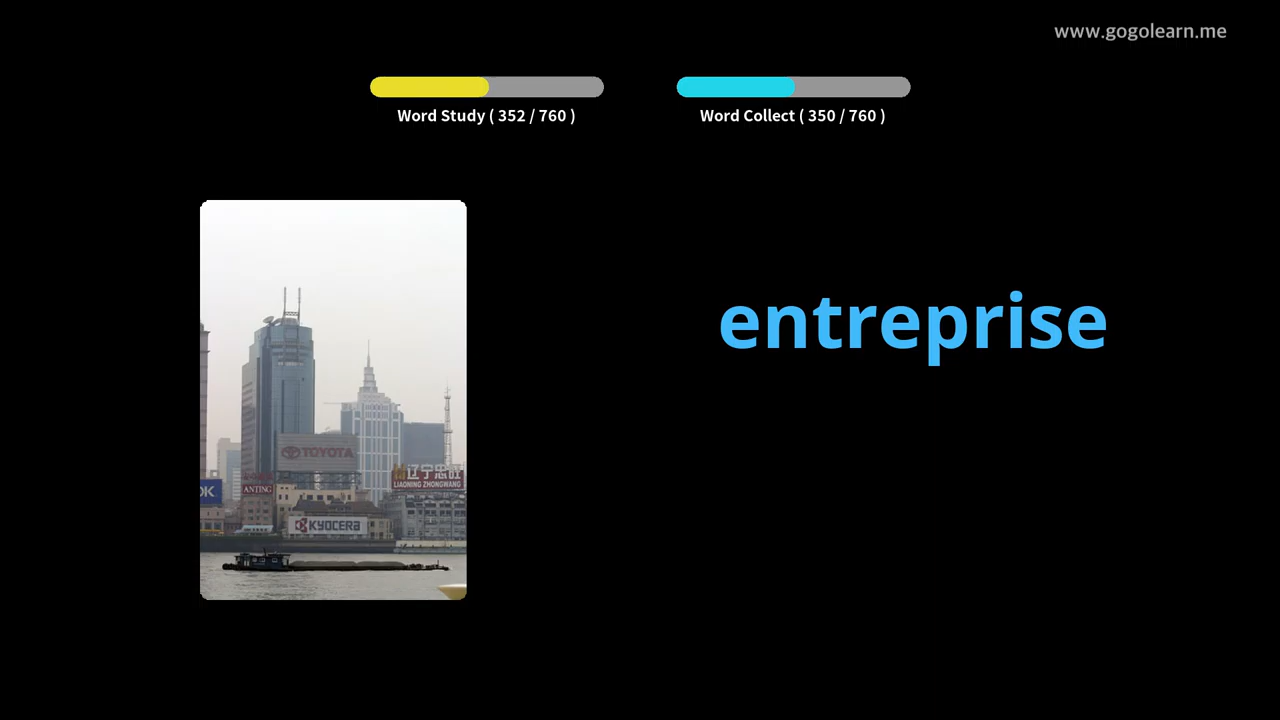 www.gogolearn.me
Word Study ( 352 / 760 )
Word Collect ( 350 / 760 )
entreprise
TOYOTA
辽宁忠旺
LIAONING ZHONGWANG
OK
ANTING
KYOCERA